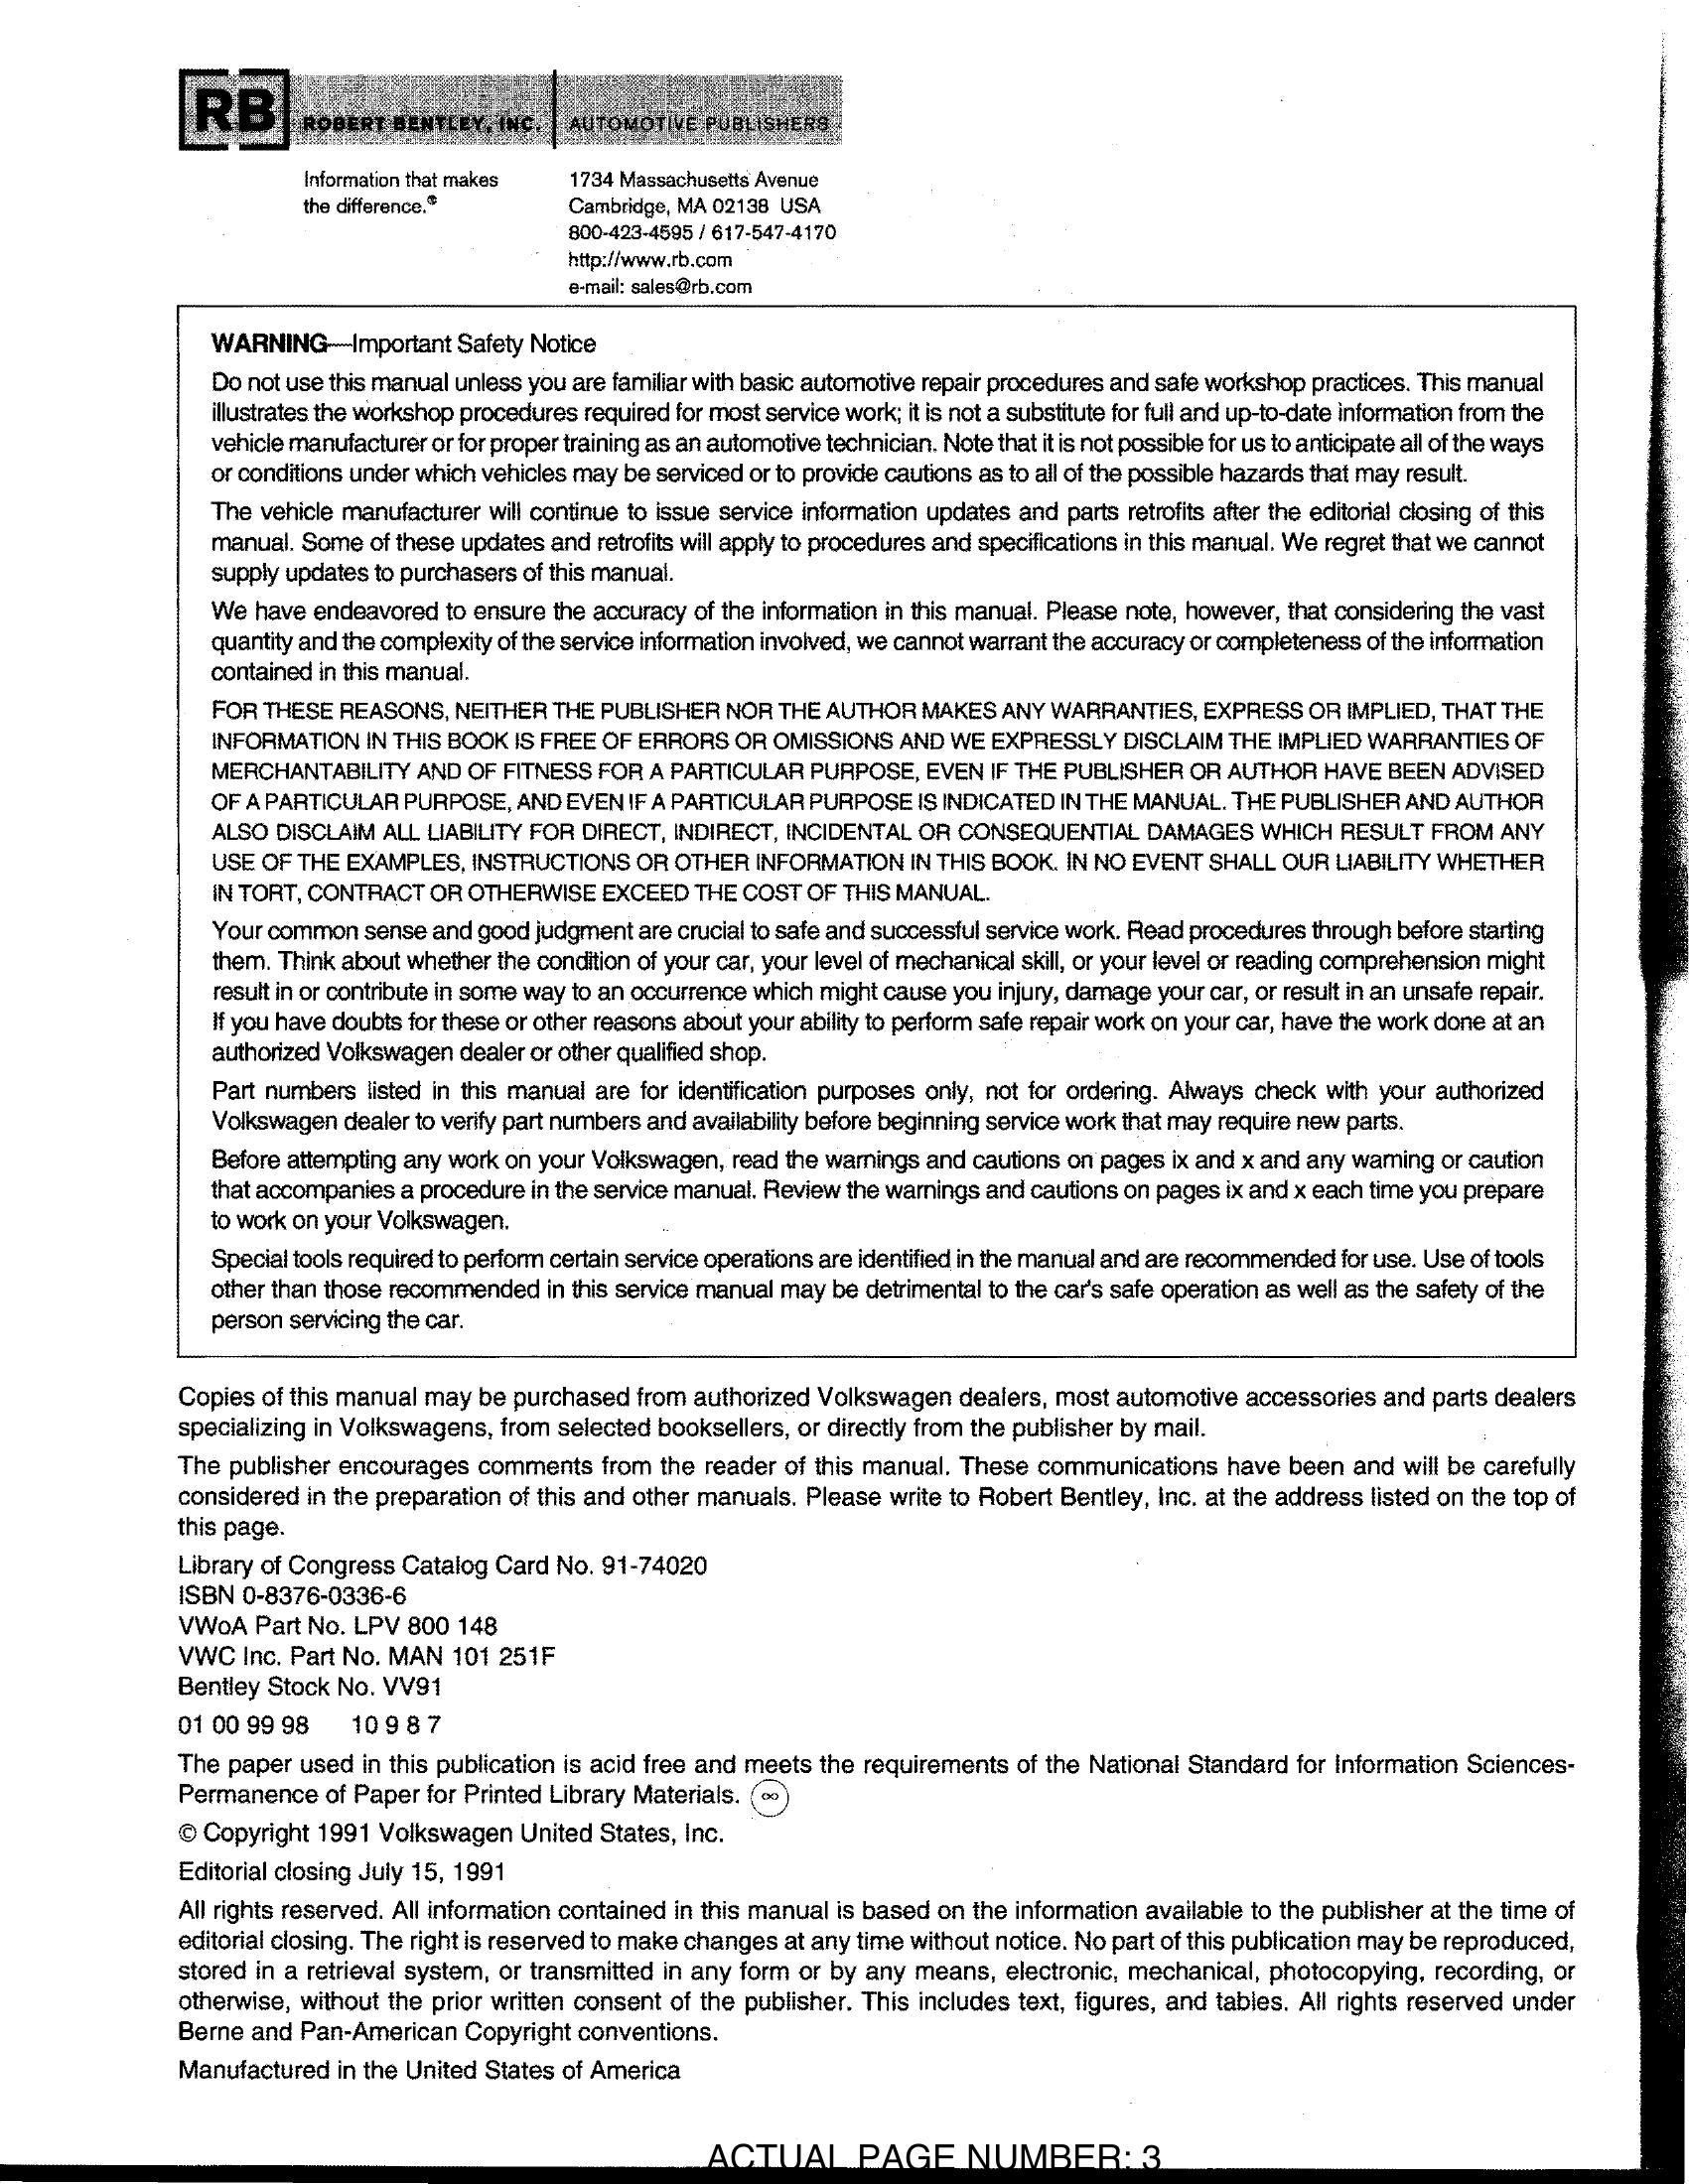 RB ROBERT BENTLEY, INC. AUTOMOTIVE PUBLISHERS
Information that makes
the difference.®
1734 Massachusetts Avenue
Cambridge, MA 02138 USA
800-423-4595 / 617-547-4170
http://www.rb.com
e-mail: sales@rb.com
WARNING—Important Safety Notice
Do not use this manual unless you are familiar with basic automotive repair procedures and safe workshop practices. This manual
illustrates the workshop procedures required for most service work; it is not a substitute for full and up-to-date information from the
vehicle manufacturer or for proper training as an automotive technician. Note that it is not possible for us to anticipate all of the ways
or conditions under which vehicles may be serviced or to provide cautions as to all of the possible hazards that may result.
The vehicle manufacturer will continue to issue service information updates and parts retrofits after the editorial closing of this
manual. Some of these updates and retrofits will apply to procedures and specifications in this manual. We regret that we cannot
supply updates to purchasers of this manual.
We have endeavored to ensure the accuracy of the information in this manual. Please note, however, that considering the vast
quantity and the complexity of the service information involved, we cannot warrant the accuracy or completeness of the information
contained in this manual.
FOR THESE REASONS, NEITHER THE PUBLISHER NOR THE AUTHOR MAKES ANY WARRANTIES, EXPRESS OR IMPLIED, THAT THE
INFORMATION IN THIS BOOK IS FREE OF ERRORS OR OMISSIONS AND WE EXPRESSLY DISCLAIM THE IMPLIED WARRANTIES OF
MERCHANTABILITY AND OF FITNESS FOR A PARTICULAR PURPOSE, EVEN IF THE PUBLISHER OR AUTHOR HAVE BEEN ADVISED
OF A PARTICULAR PURPOSE, AND EVEN IF A PARTICULAR PURPOSE IS INDICATED IN THE MANUAL. THE PUBLISHER AND AUTHOR
ALSO DISCLAIM ALL LIABILITY FOR DIRECT, INDIRECT, INCIDENTAL OR CONSEQUENTIAL DAMAGES WHICH RESULT FROM ANY
USE OF THE EXAMPLES, INSTRUCTIONS OR OTHER INFORMATION IN THIS BOOK. IN NO EVENT SHALL OUR LIABILITY WHETHER
IN TORT, CONTRACT OR OTHERWISE EXCEED THE COST OF THIS MANUAL.
Your common sense and good judgment are crucial to safe and successful service work. Read procedures through before starting
them. Think about whether the condition of your car, your level of mechanical skill, or your level or reading comprehension might
result in or contribute in some way to an occurrence which might cause you injury, damage your car, or result in an unsafe repair.
If you have doubts for these or other reasons about your ability to perform safe repair work on your car, have the work done at an
authorized Volkswagen dealer or other qualified shop.
Part numbers listed in this manual are for identification purposes only, not for ordering. Always check with your authorized
Volkswagen dealer to verify part numbers and availability before beginning service work that may require new parts.
Before attempting any work on your Volkswagen, read the warnings and cautions on pages ix and x and any warning or caution
that accompanies a procedure in the service manual. Review the warnings and cautions on pages ix and x each time you prepare
to work on your Volkswagen.
Special tools required to perform certain service operations are identified in the manual and are recommended for use. Use of tools
other than those recommended in this service manual may be detrimental to the car's safe operation as well as the safety of the
person servicing the car.
Copies of this manual may be purchased from authorized Volkswagen dealers, most automotive accessories and parts dealers
specializing in Volkswagens, from selected booksellers, or directly from the publisher by mail.
The publisher encourages comments from the reader of this manual. These communications have been and will be carefully
considered in the preparation of this and other manuals. Please write to Robert Bentley, Inc. at the address listed on the top of
this page.
Library of Congress Catalog Card No. 91-74020
ISBN 0-8376-0336-6
VWoA Part No. LPV 800 148
VWC Inc. Part No. MAN 101 251F
Bentley Stock No. VV91
01 00 99 98 10 9 8 7
The paper used in this publication is acid free and meets the requirements of the National Standard for Information Sciences-
Permanence of Paper for Printed Library Materials. ∞
© Copyright 1991 Volkswagen United States, Inc.
Editorial closing July 15, 1991
All rights reserved. All information contained in this manual is based on the information available to the publisher at the time of
editorial closing. The right is reserved to make changes at any time without notice. No part of this publication may be reproduced,
stored in a retrieval system, or transmitted in any form or by any means, electronic, mechanical, photocopying, recording, or
otherwise, without the prior written consent of the publisher. This includes text, figures, and tables. All rights reserved under
Berne and Pan-American Copyright conventions.
Manufactured in the United States of America
ACTUAL PAGE NUMBER: 3